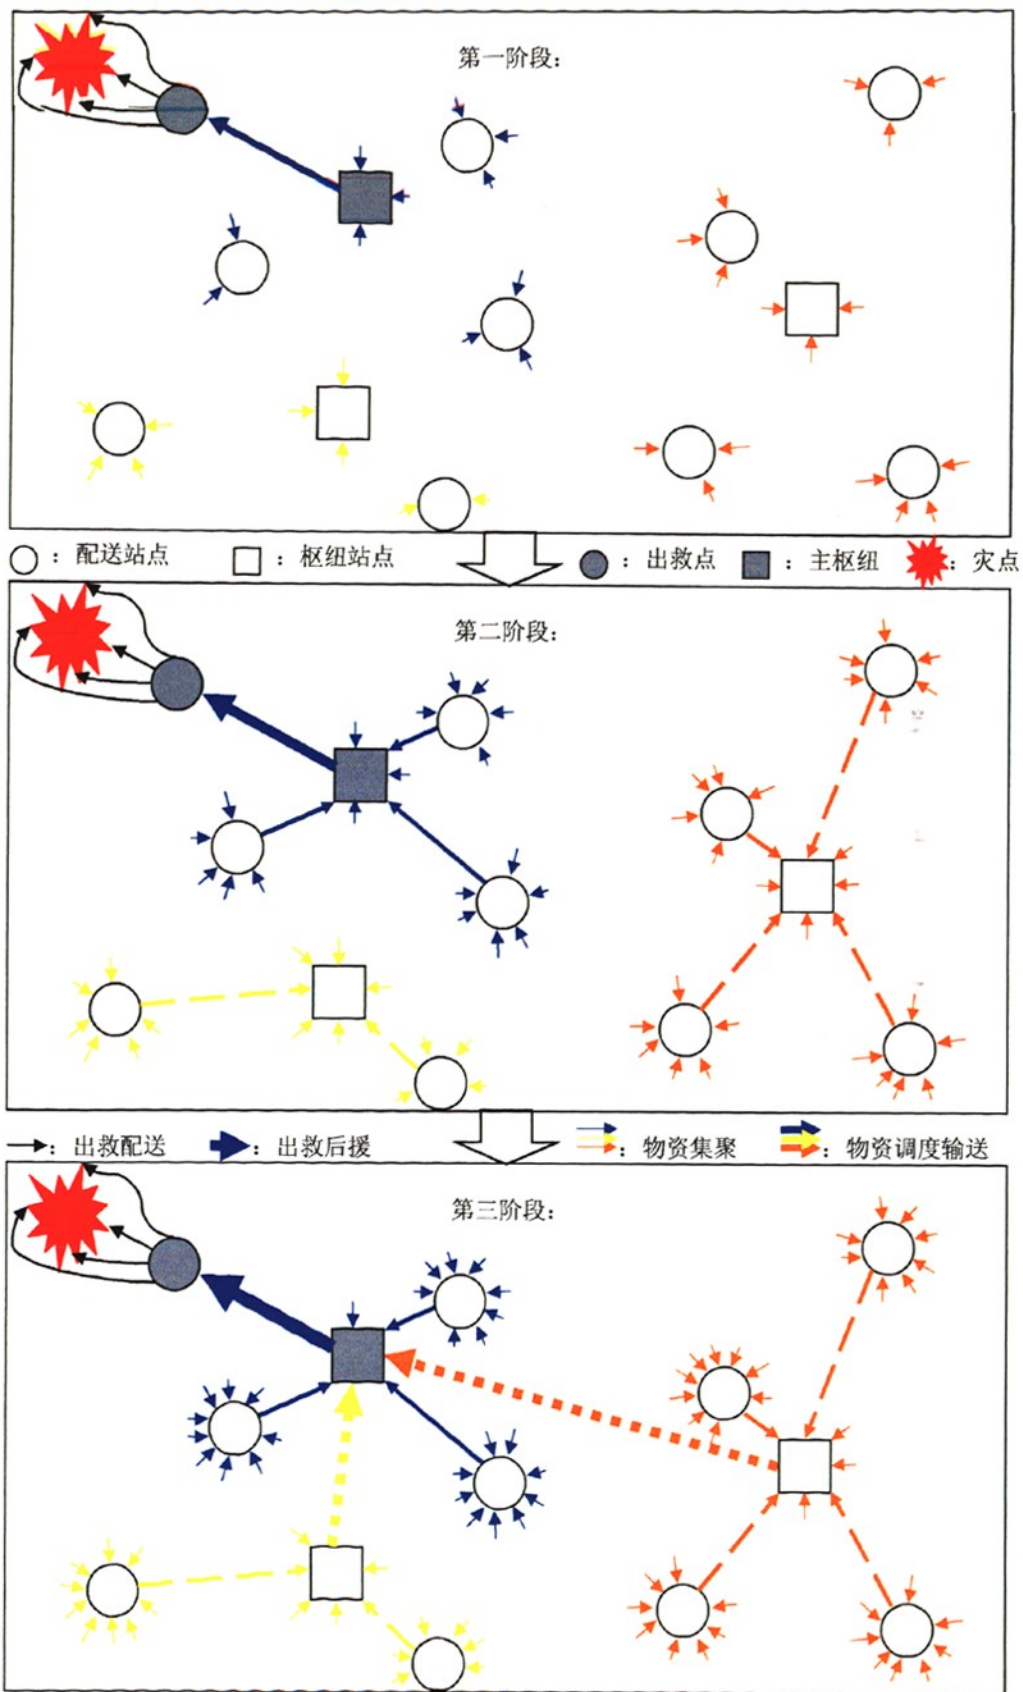 第一阶段：
：配送站点 ：枢纽站点 ：出救点 ：主枢纽 ：灾点
第二阶段：
：出救配送 ：出救后援 ：物资集聚 ：物资调度输送
第三阶段：